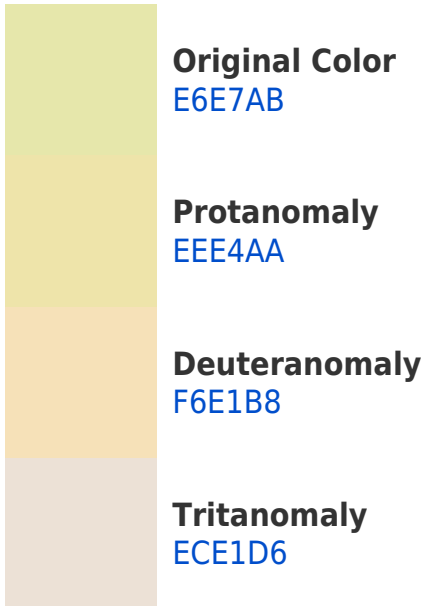 Original Color
E6E7AB
Protanomaly
EEE4AA
Deuteranomaly
F6E1B8
Tritanomaly
ECE1D6